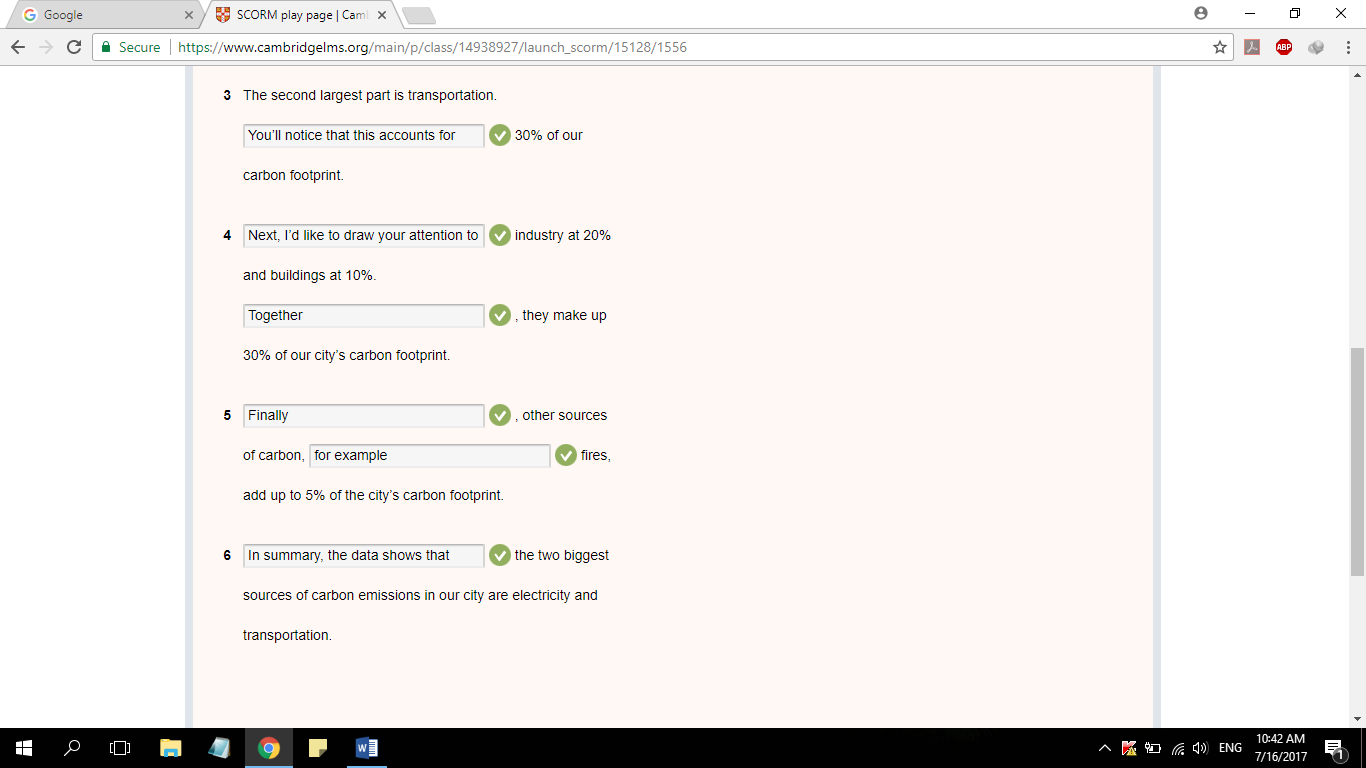 Google
SCORM play page | Cam
Secure | https://www.cambridgelms.org/main/p/class/14938927/launch_scorm/15128/1556
ABP
3 The second largest part is transportation.
You'll notice that this accounts for 30% of our
carbon footprint.
4 Next, I'd like to draw your attention to industry at 20%
and buildings at 10%.
Together , they make up
30% of our city's carbon footprint.
5 Finally , other sources
of carbon, for example fires,
add up to 5% of the city's carbon footprint.
6 In summary, the data shows that the two biggest
sources of carbon emissions in our city are electricity and
transportation.
ENG
10:42 AM
7/16/2017
1